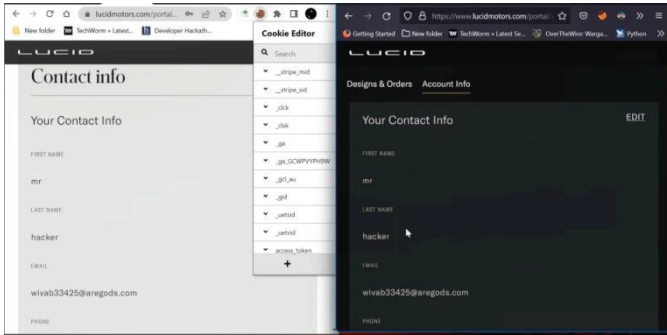 lucidmotors.com/portal...
New folder TechWorm » Latest... Developer Hackath...
LUCID
Contact info
Your Contact Info
FIRST NAME
mr
LAST NAME
hacker
EMAIL
wivab33425@aregods.com
PHONE
Cookie Editor
Search
__stripe_mid
__stripe_sid
_clck
_clsk
_ga
_ga_GCWPVYPH9W
_gcl_au
_gid
_uetsid
_uetvid
access_token
+
https://www.lucidmotors.com/portal/
Getting Started New folder TechWorm » Latest Se... OverTheWire: Warga... Python
LUCID
Designs & Orders Account Info
Your Contact Info EDIT
FIRST NAME
mr
LAST NAME
hacker
EMAIL
wivab33425@aregods.com
PHONE